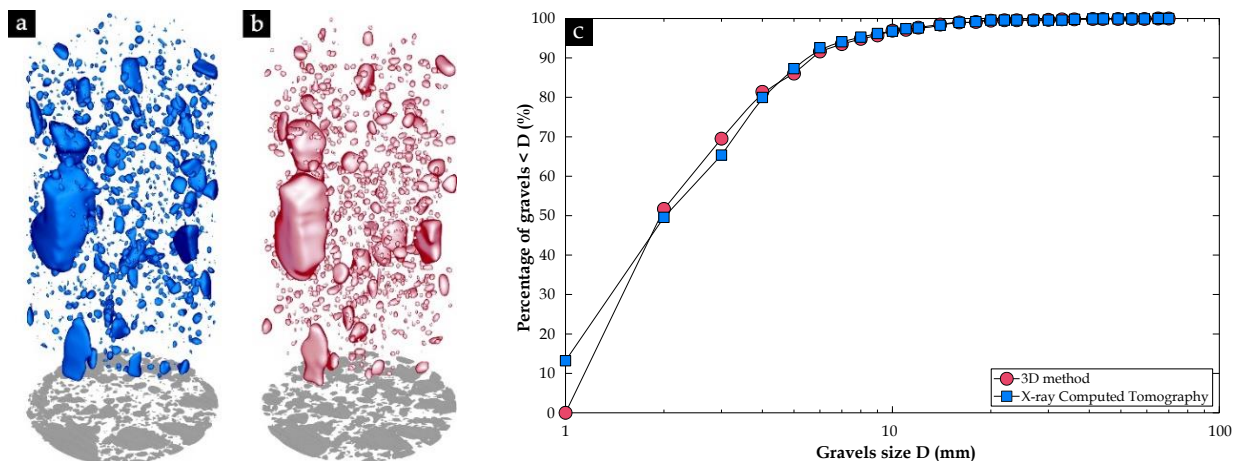 a
b
c
Percentage of gravels < D (%)
100
90
80
70
60
50
40
30
20
10
0
3D method
X-ray Computed Tomography
1
10
100
Gravels size D (mm)